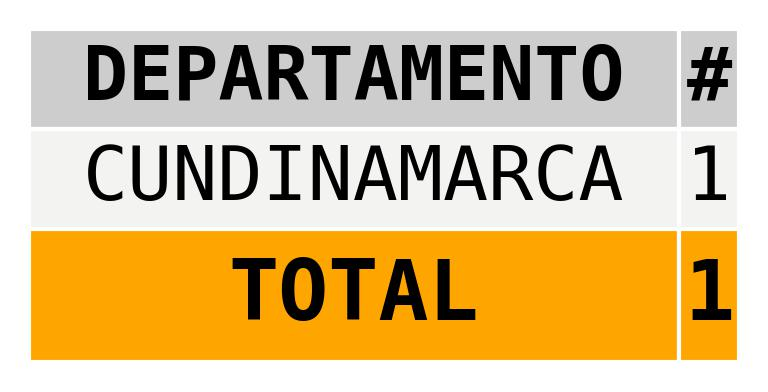 DEPARTAMENTO #
CUNDINAMARCA 1
TOTAL 1